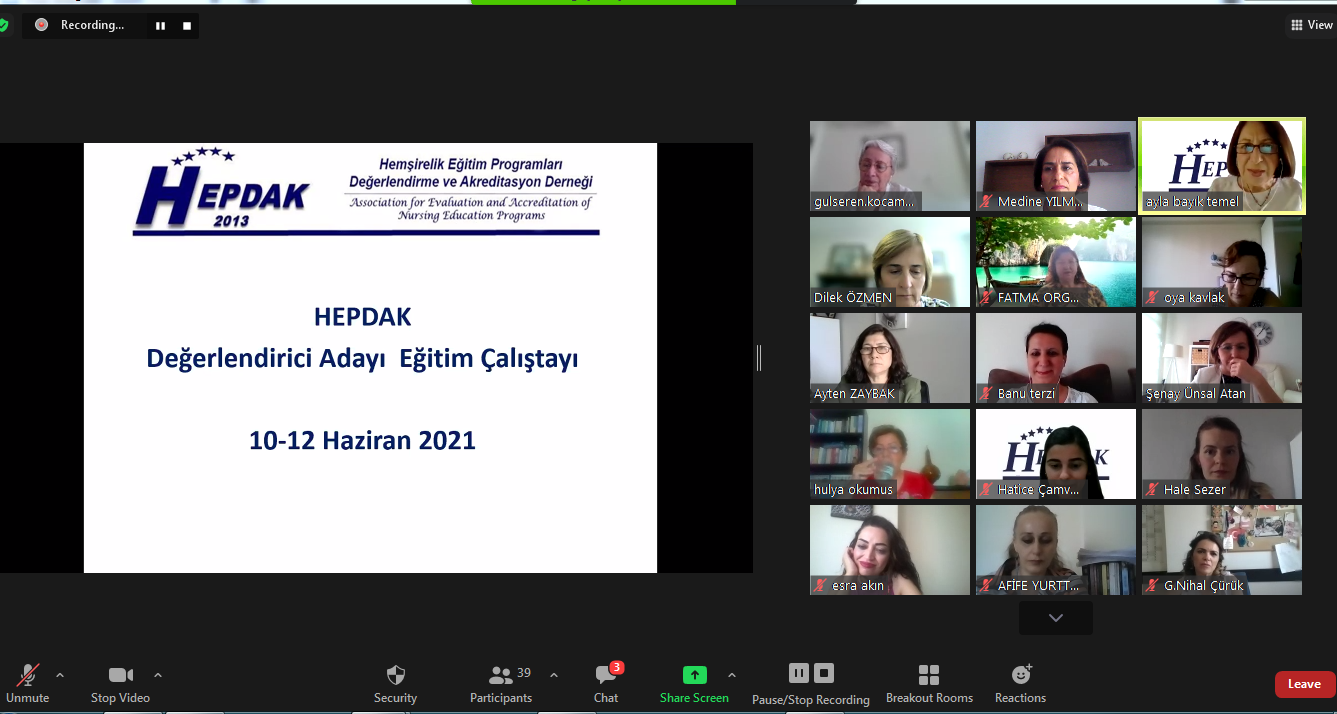 Recording...
View
HEPDAK
2013
Hemşirelik Eğitim Programları
Değerlendirme ve Akreditasyon Derneği
Association for Evaluation and Accreditation of
Nursing Education Programs
HEPDAK
Değerlendirici Adayı Eğitim Çalıştayı
10-12 Haziran 2021
gulseren.kocam...
Medine YILM...
HEP
ayla bayık temel
Dilek ÖZMEN
FATMA ORG...
oya kavlak
Ayten ZAYBAK
Banu terzi
Şenay Ünsal Atan
hulya okumus
HE K
Hatice Çamv...
Hale Sezer
esra akın
AFİFE YURTT...
G.Nihal Çürük
Unmute
Stop Video
Security
39
Participants
3
Chat
Share Screen
Pause/Stop Recording
Breakout Rooms
Reactions
Leave